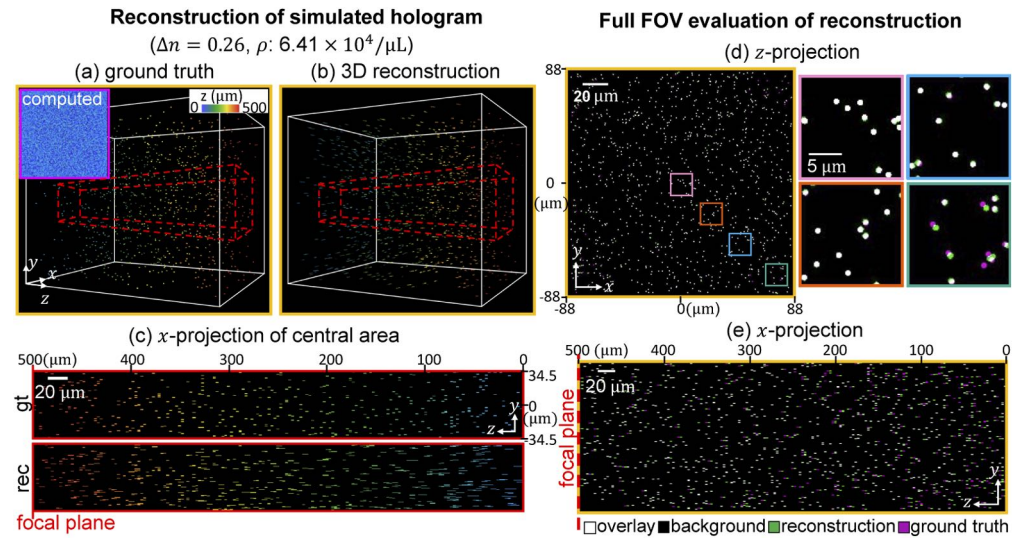 Reconstruction of simulated hologram
(Δn = 0.26, ρ: 6.41 × 10⁴/μL)
(a) ground truth
(b) 3D reconstruction
computed
z (μm)
0 500
y
x
z
(c) x-projection of central area
500(μm) 400 300 200 100 0
20 μm
gt
34.5
0
(μm)
-34.5
y
z
rec
focal plane
Full FOV evaluation of reconstruction
(d) z-projection
88
20 μm
0
(μm)
y
x
-88
-88 0(μm) 88
5 μm
(e) x-projection
500 (μm) 400 300 200 100 0
20 μm
focal plane
y
z
overlay background reconstruction ground truth